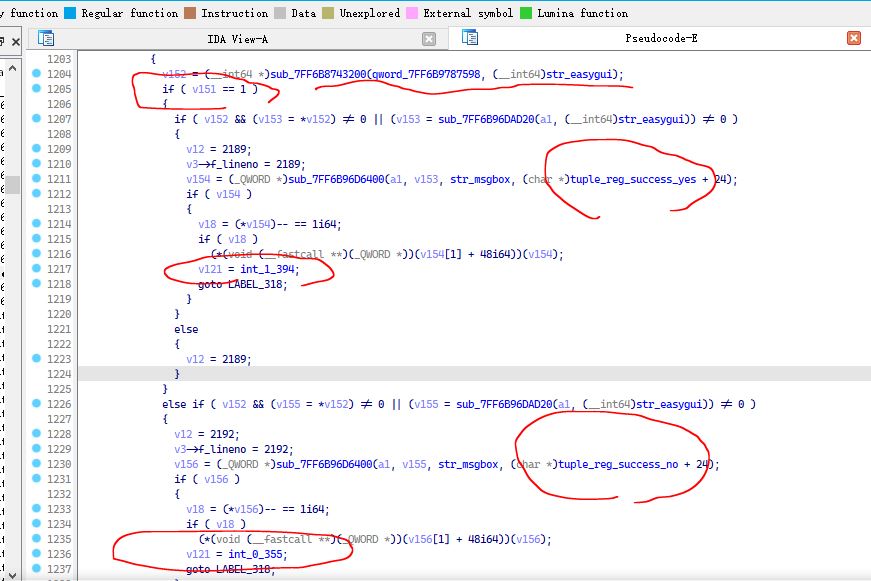 y function Regular function Instruction Data Unexplored External symbol Lumina function
IDA View-A Pseudocode-E
1203 {
1204 v152 = (__int64 *)sub_7FF6B8743200(qword_7FF6B9787598, (__int64)str_easygui);
1205 if ( v151 == 1 )
1206 {
1207 if ( v152 && (v153 = *v152) ≠ 0 || (v153 = sub_7FF6B96DAD20(a1, (__int64)str_easygui)) ≠ 0 )
1208 {
1209 v12 = 2189;
1210 v3->f_lineno = 2189;
1211 v154 = (_QWORD *)sub_7FF6B96D6400(a1, v153, str_msgbox, (char *)tuple_reg_success_yes + 24);
1212 if ( v154 )
1213 {
1214 v18 = (*v154)-- == 1i64;
1215 if ( v18 )
1216 (*(void (__fastcall **)(_QWORD *))(v154[1] + 48i64))(v154);
1217 v121 = int_1_394;
1218 goto LABEL_318;
1219 }
1220 }
1221 else
1222 {
1223 v12 = 2189;
1224 }
1225 }
1226 else if ( v152 && (v155 = *v152) ≠ 0 || (v155 = sub_7FF6B96DAD20(a1, (__int64)str_easygui)) ≠ 0 )
1227 {
1228 v12 = 2192;
1229 v3->f_lineno = 2192;
1230 v156 = (_QWORD *)sub_7FF6B96D6400(a1, v155, str_msgbox, (char *)tuple_reg_success_no + 24);
1231 if ( v156 )
1232 {
1233 v18 = (*v156)-- == 1i64;
1234 if ( v18 )
1235 (*(void (__fastcall **)(_QWORD *))(v156[1] + 48i64))(v156);
1236 v121 = int_0_355;
1237 goto LABEL_318;